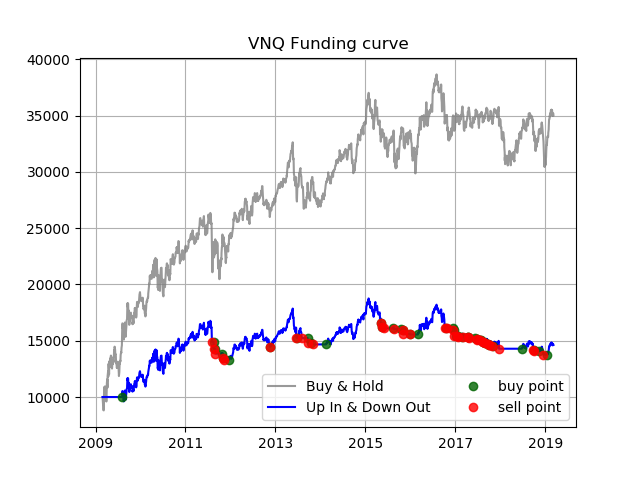 VNQ Funding curve
40000
35000
30000
25000
20000
15000
10000
Buy & Hold
Up In & Down Out
buy point
sell point
2009 2011 2013 2015 2017 2019